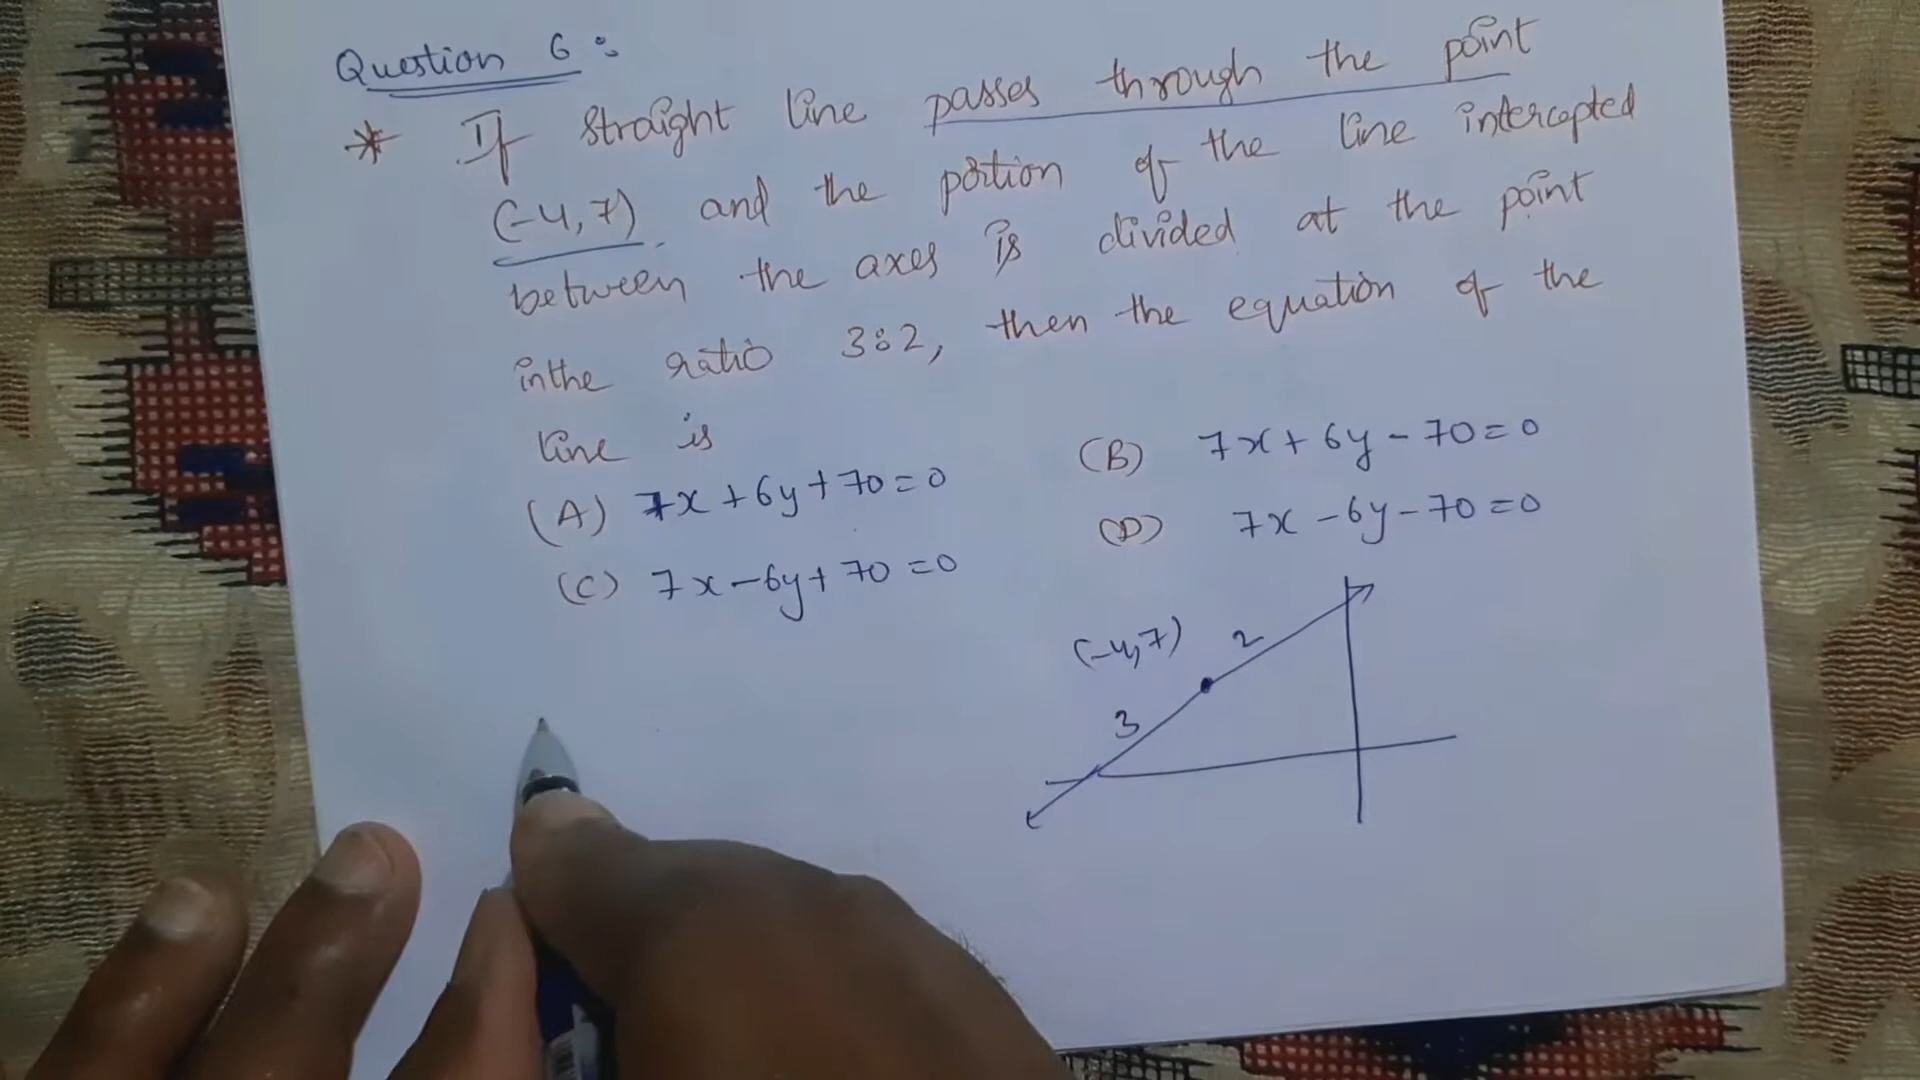 Question 6 :
* If straight line passes through the point
(-4,7) and the portion of the line intercepted
between the axes is divided at the point
inthe ratio 3:2, then the equation of the
line is
(A) 7x+6y+70=0
(B) 7x+6y-70=0
(C) 7x-6y+70=0
(D) 7x-6y-70=0
(-4,7)
2
3